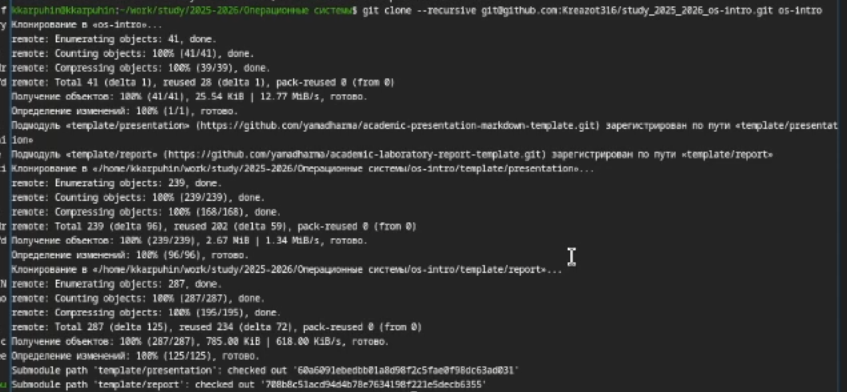 kkarpuhin@kkarpuhin:~/work/study/2025-2026/Операционные системы$ git clone --recursive git@github.com:Kreazot316/study_2025_2026_os-intro.git os-intro
Клонирование в «os-intro»...
remote: Enumerating objects: 41, done.
remote: Counting objects: 100% (41/41), done.
remote: Compressing objects: 100% (39/39), done.
remote: Total 41 (delta 1), reused 28 (delta 1), pack-reused 0 (from 0)
Получение объектов: 100% (41/41), 25.54 KiB | 12.77 MiB/s, готово.
Определение изменений: 100% (1/1), готово.
Подмодуль «template/presentation» (https://github.com/yamadharma/academic-presentation-markdown-template.git) зарегистрирован по пути «template/presentat
ion»
Подмодуль «template/report» (https://github.com/yamadharma/academic-laboratory-report-template.git) зарегистрирован по пути «template/report»
Клонирование в «/home/kkarpuhin/work/study/2025-2026/Операционные системы/os-intro/template/presentation»...
remote: Enumerating objects: 239, done.
remote: Counting objects: 100% (239/239), done.
remote: Compressing objects: 100% (168/168), done.
remote: Total 239 (delta 96), reused 202 (delta 59), pack-reused 0 (from 0)
Получение объектов: 100% (239/239), 2.67 MiB | 1.34 MiB/s, готово.
Определение изменений: 100% (96/96), готово.
Клонирование в «/home/kkarpuhin/work/study/2025-2026/Операционные системы/os-intro/template/report»...
remote: Enumerating objects: 287, done.
remote: Counting objects: 100% (287/287), done.
remote: Compressing objects: 100% (195/195), done.
remote: Total 287 (delta 125), reused 234 (delta 72), pack-reused 0 (from 0)
Получение объектов: 100% (287/287), 785.00 KiB | 618.00 KiB/s, готово.
Определение изменений: 100% (125/125), готово.
Submodule path 'template/presentation': checked out '60a6091ebedbb01a8d98f2c5fae0f98dc63ad031'
Submodule path 'template/report': checked out '708b8c51acd94d4b78e7634198f221e5decb6355'